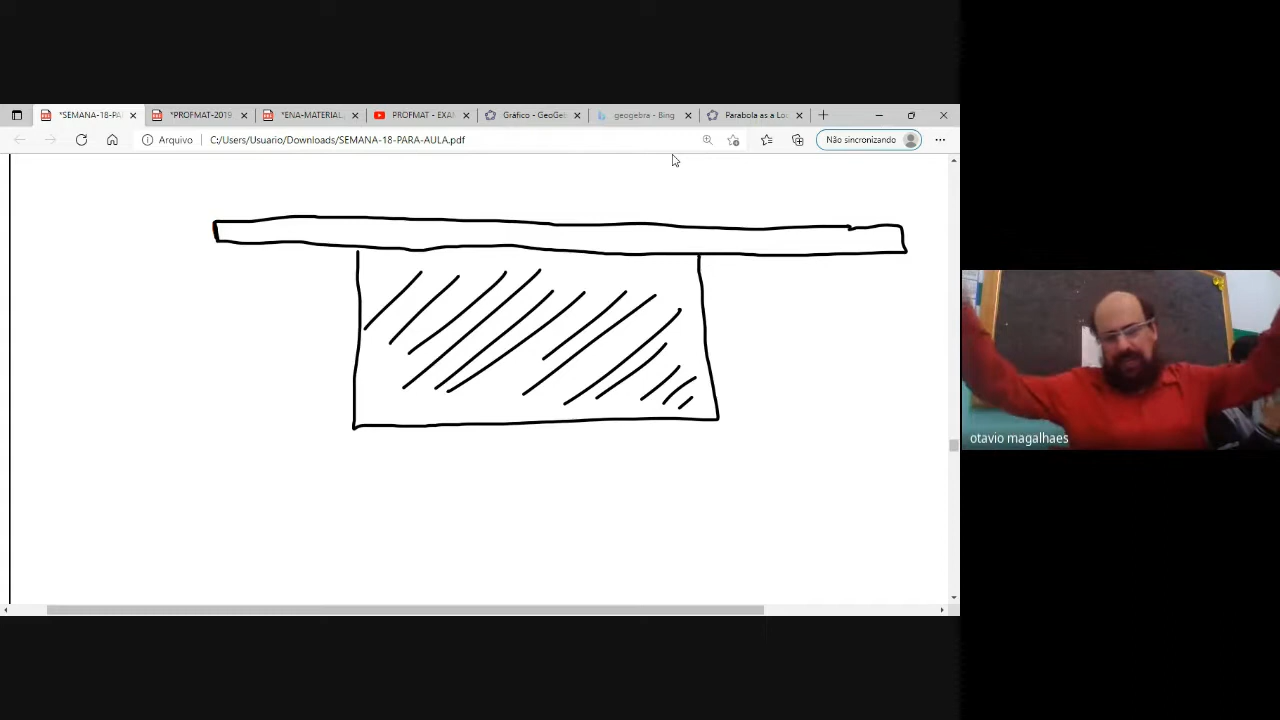 *SEMANA-18-PA
*PROFMAT-2019
*ENA-MATERIAL.
PROFMAT - EXA
Gráfico - GeoGe
geogebra - Bing
Parabola as a Lo
Arquivo
C:/Users/Usuario/Downloads/SEMANA-18-PARA-AULA.pdf
Não sincronizando
otavio magalhaes